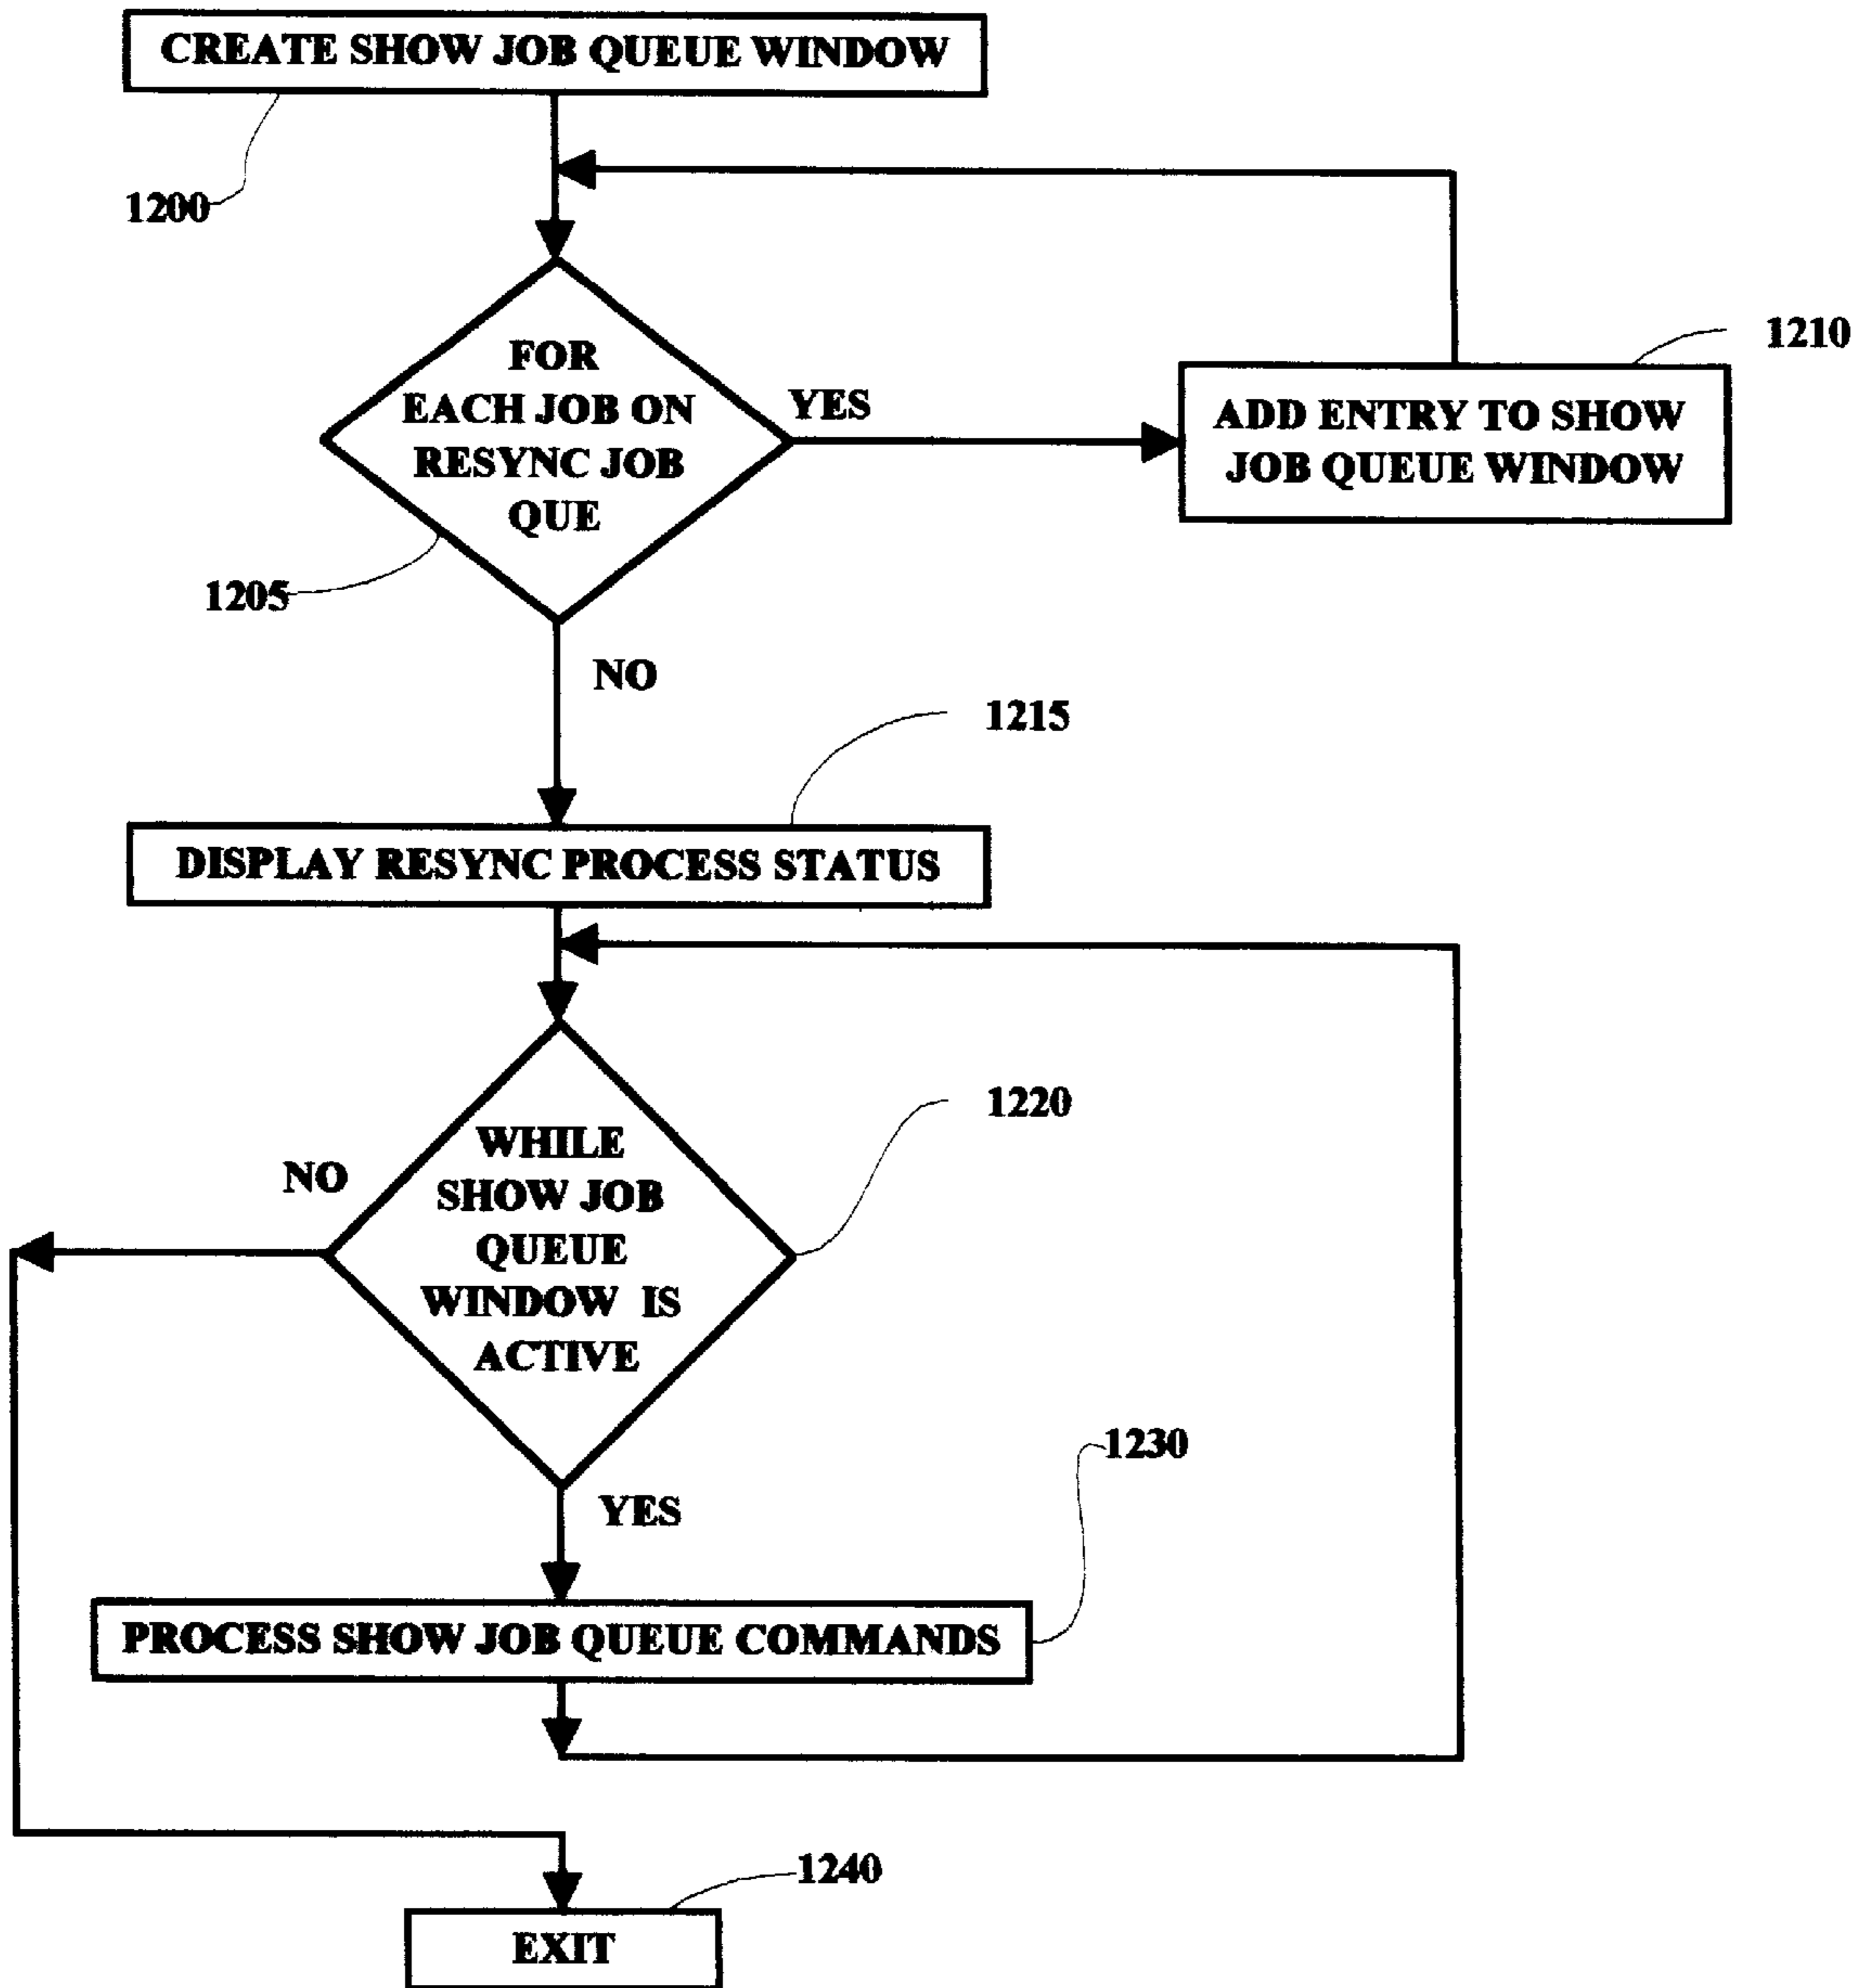 CREATE SHOW JOB QUEUE WINDOW
1200
FOR
EACH JOB ON
RESYNC JOB
QUE
YES
1210
ADD ENTRY TO SHOW
JOB QUEUE WINDOW
1205
NO
1215
DISPLAY RESYNC PROCESS STATUS
1220
NO
WHILE
SHOW JOB
QUEUE
WINDOW IS
ACTIVE
1230
YES
PROCESS SHOW JOB QUEUE COMMANDS
1240
EXIT